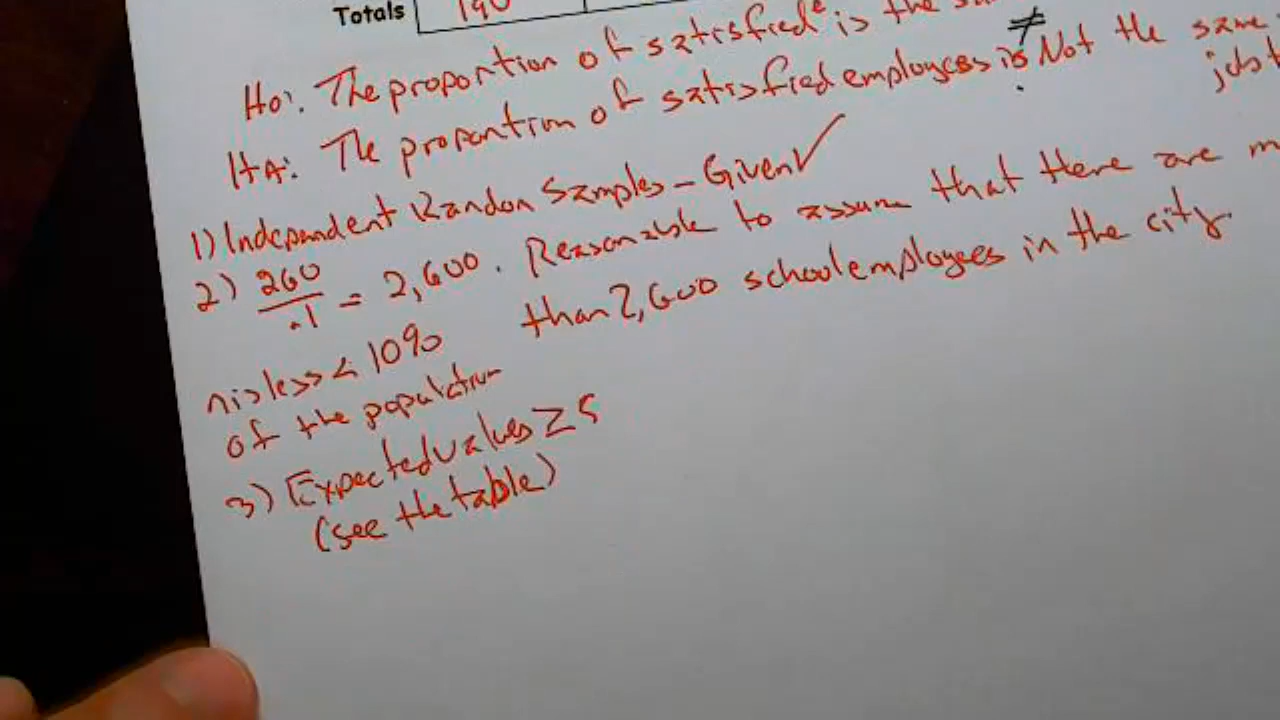 Totals 190
Ho: The proportion of satisfied is the
≠
HA: The proportion of satisfied employees is Not the same
jobs
1) Independent Random Samples – Given ✓
2) 260/.1 = 2,600. Reasonable to assume that there are
than 2,600 school employees in the city.
n is less < 10%
of the population
3) Expected values ≥ 5
(see the table)